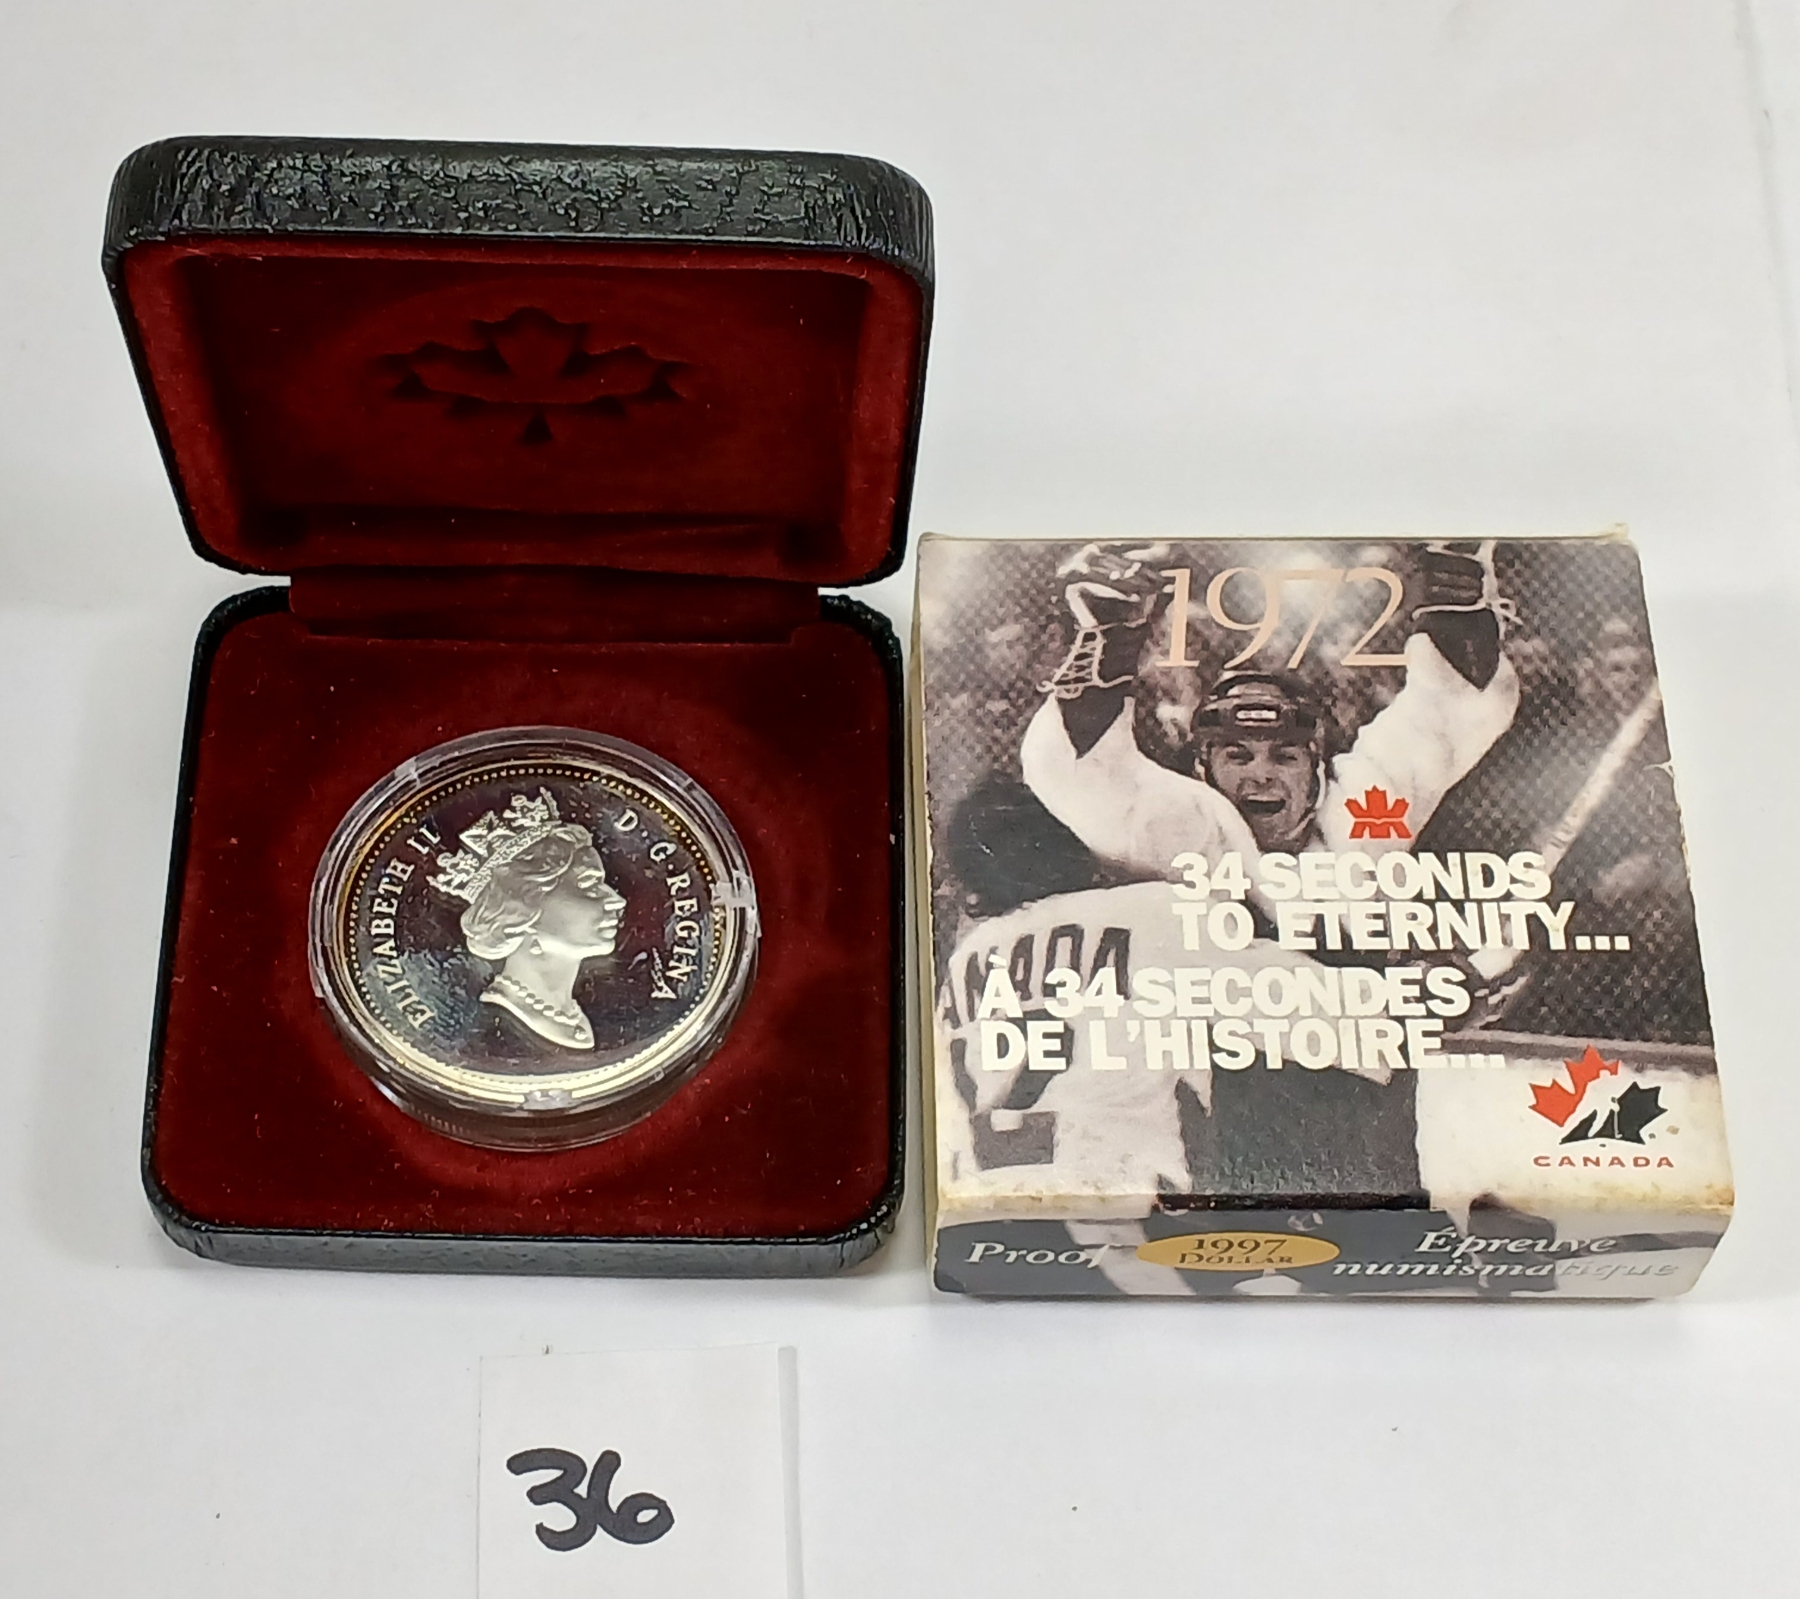 ELIZABETH II D·G·REGINA
1972
34 SECONDS
TO ETERNITY...
À 34 SECONDES
DE L'HISTOIRE...
CANADA
Proof
1997
DOLLAR
Épreuve
numismatique
36